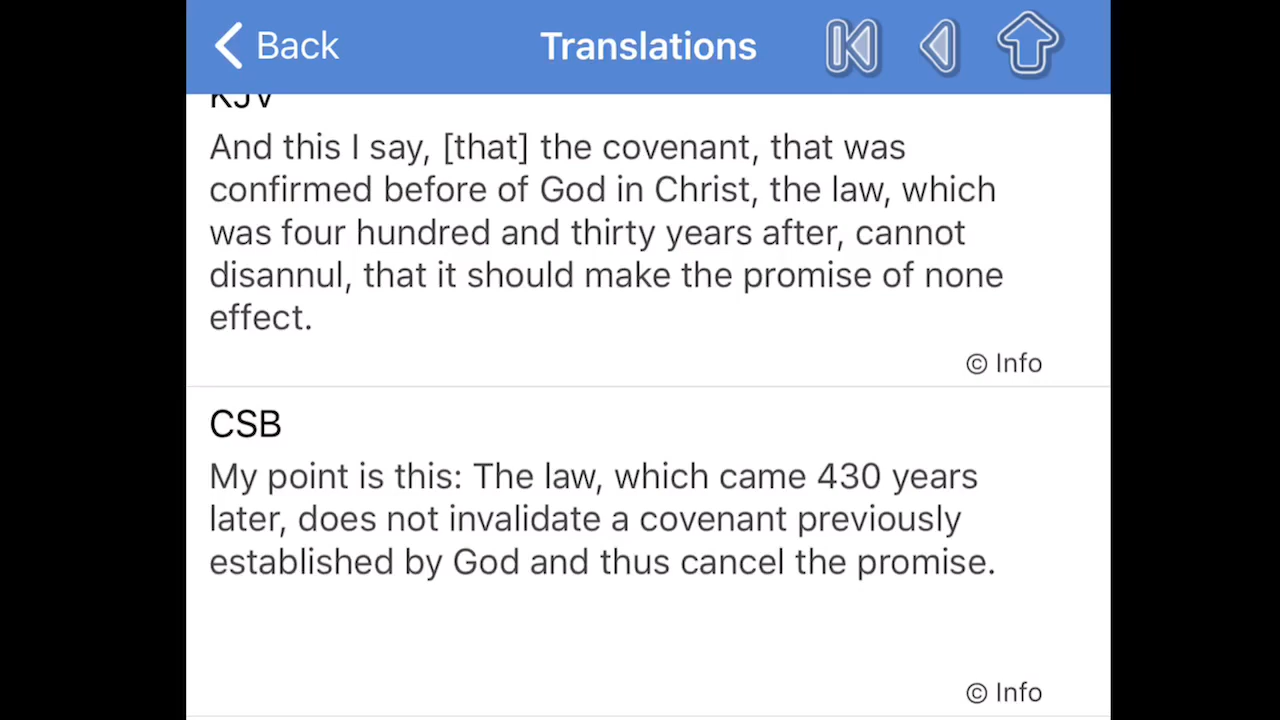 Back
Translations
KJV
And this I say, [that] the covenant, that was
confirmed before of God in Christ, the law, which
was four hundred and thirty years after, cannot
disannul, that it should make the promise of none
effect.
© Info
CSB
My point is this: The law, which came 430 years
later, does not invalidate a covenant previously
established by God and thus cancel the promise.
© Info